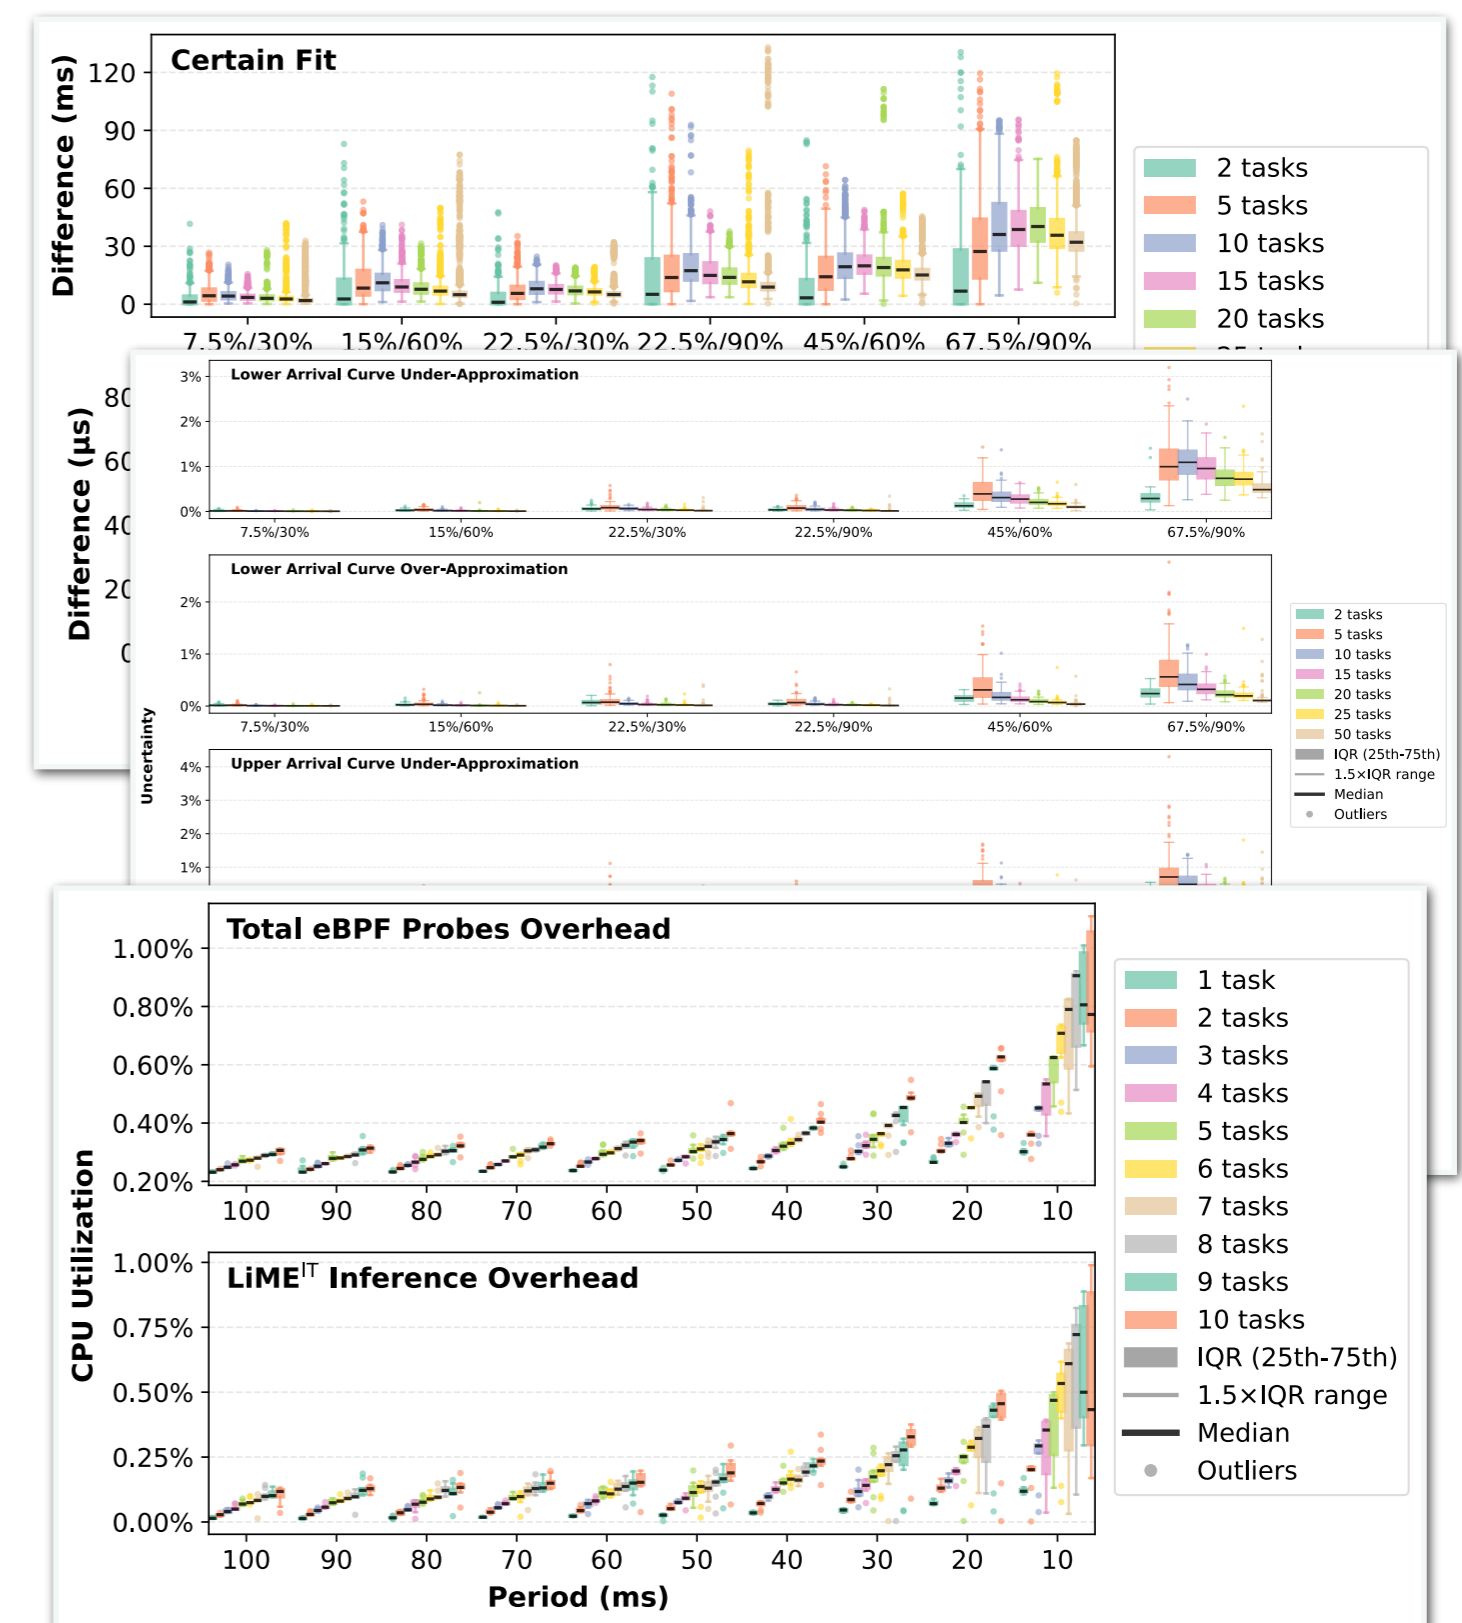 Certain Fit
Difference (ms)
120
90
60
30
0
7.5%/30% 15%/60% 22.5%/30% 22.5%/90% 45%/60% 67.5%/90%
2 tasks
5 tasks
10 tasks
15 tasks
20 tasks
Difference (µs)
Lower Arrival Curve Under-Approximation
3%
2%
1%
0%
7.5%/30% 15%/60% 22.5%/30% 22.5%/90% 45%/60% 67.5%/90%
Lower Arrival Curve Over-Approximation
2%
1%
0%
7.5%/30% 15%/60% 22.5%/30% 22.5%/90% 45%/60% 67.5%/90%
Uncertainty
Upper Arrival Curve Under-Approximation
4%
3%
2%
1%
2 tasks
5 tasks
10 tasks
15 tasks
20 tasks
25 tasks
50 tasks
IQR (25th-75th)
1.5×IQR range
Median
Outliers
Total eBPF Probes Overhead
1.00%
0.80%
0.60%
0.40%
0.20%
100 90 80 70 60 50 40 30 20 10
CPU Utilization
LiMEIT Inference Overhead
1.00%
0.75%
0.50%
0.25%
0.00%
100 90 80 70 60 50 40 30 20 10
Period (ms)
1 task
2 tasks
3 tasks
4 tasks
5 tasks
6 tasks
7 tasks
8 tasks
9 tasks
10 tasks
IQR (25th-75th)
1.5×IQR range
Median
Outliers